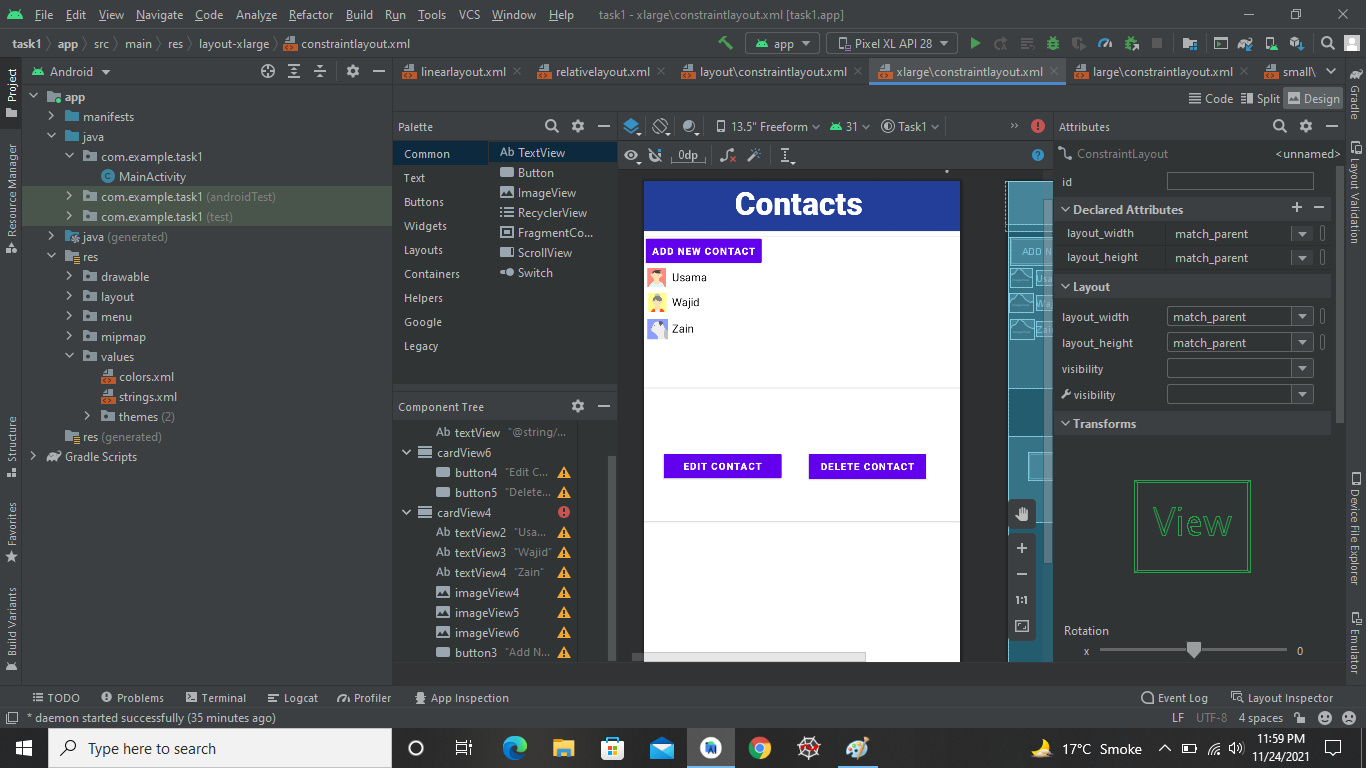 File Edit View Navigate Code Analyze Refactor Build Run Tools VCS Window Help task1 - xlarge\constraintlayout.xml [task1.app]
task1 app src main res layout-xlarge constraintlayout.xml app Pixel XL API 28
Project Android linearlayout.xml relativelayout.xml layout\constraintlayout.xml xlarge\constraintlayout.xml large\constraintlayout.xml small\
app
manifests
java
com.example.task1
MainActivity
com.example.task1 (androidTest)
com.example.task1 (test)
java (generated)
res
drawable
layout
menu
mipmap
values
colors.xml
strings.xml
themes (2)
res (generated)
Gradle Scripts
Resource Manager
Structure
Favorites
Build Variants
Code Split Design
Palette
Common
Text
Buttons
Widgets
Layouts
Containers
Helpers
Google
Legacy
Ab TextView
Button
ImageView
RecyclerView
FragmentCo...
ScrollView
Switch
Component Tree
Ab textView "@string/...
cardView6
button4 "Edit C...
button5 "Delete...
cardView4
Ab textView2 "Usa...
Ab textView3 "Wajid"
Ab textView4 "Zain"
imageView4
imageView5
imageView6
button3 "Add N...
13.5" Freeform 31 Task1
0dp
Contacts
ADD NEW CONTACT
Usama
Wajid
Zain
EDIT CONTACT DELETE CONTACT
ADD N
Usa
Wa
Zai
1:1
Attributes
ConstraintLayout <unnamed>
id
Declared Attributes
layout_width match_parent
layout_height match_parent
Layout
layout_width match_parent
layout_height match_parent
visibility
visibility
Transforms
View
Rotation
x 0
Gradle
Layout Validation
Device File Explorer
Emulator
TODO Problems Terminal Logcat Profiler App Inspection Event Log Layout Inspector
* daemon started successfully (35 minutes ago) LF UTF-8 4 spaces
Type here to search 17°C Smoke 11:59 PM
11/24/2021